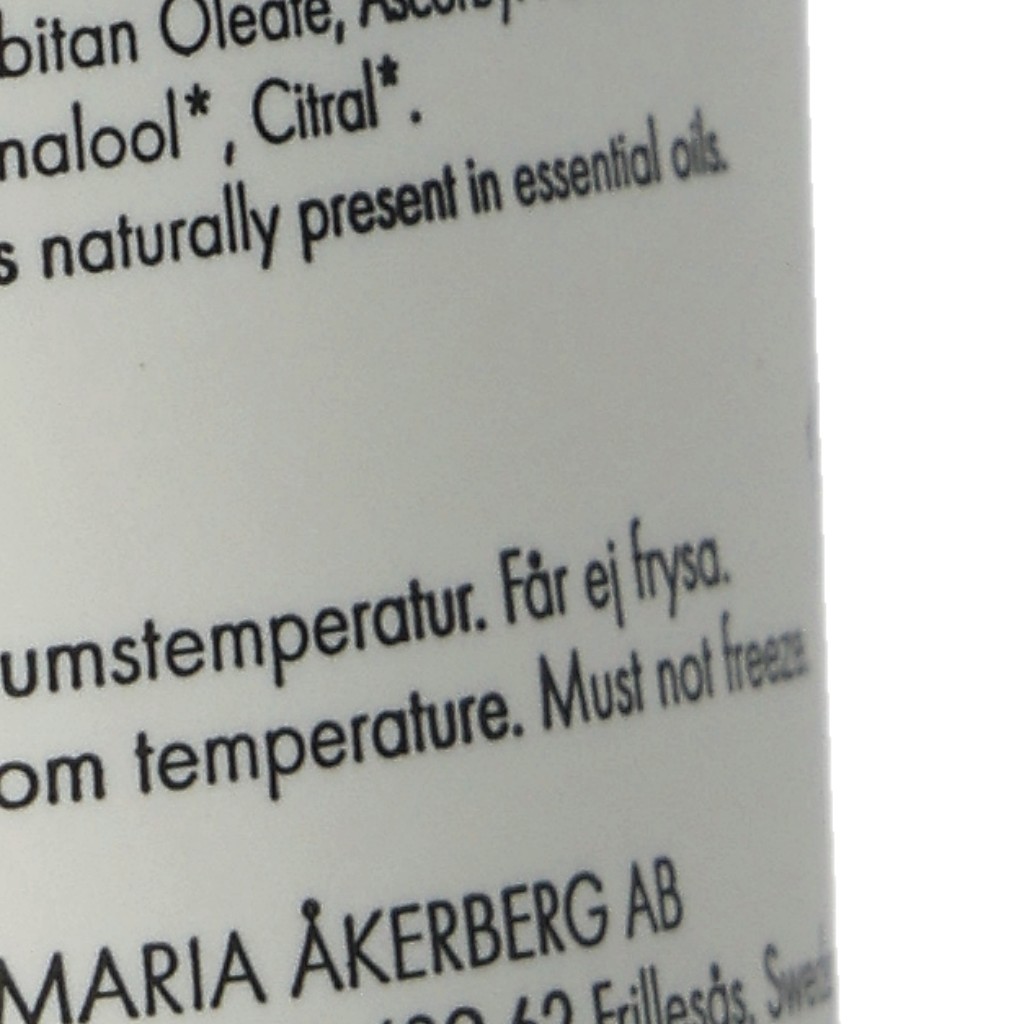 bitan Oleate,
nalool*, Citral*.
s naturally present in essential oils.
umstemperatur. Får ej frysa.
om temperature. Must not freeze.
MARIA ÅKERBERG AB
62 Frillesås,